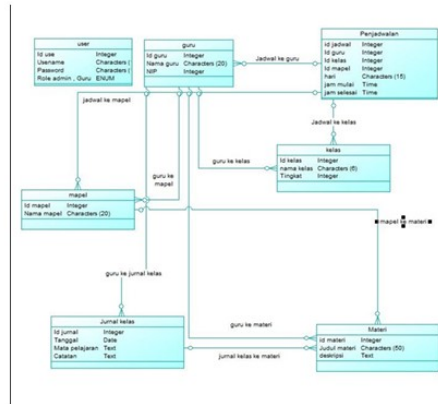 user
Id use Integer
Usename Characters (
Password Characters (
Role admin , Guru ENUM
guru
Id guru Integer
Nama guru Characters (20)
NIP Integer
Penjadwalan
id jadwal Integer
Id guru Integer
Id kelas Integer
Id mapel Integer
hari Characters (15)
jam mulai Time
jam selesai Time
Jadwal ke guru
jadwal ke mapel
Jadwal ke kelas
kelas
Id kelas Integer
nama kelas Characters (6)
Tingkat Integer
guru ke kelas
guru ke
mapel
mapel
Id mapel Integer
Nama mapel Characters (20)
mapel ke materi
guru ke jurnal kelas
Jurnal kelas
Id jurnal Integer
Tanggal Date
Mata pelajaran Text
Catatan Text
guru ke materi
jurnal kelas ke materi
Materi
id materi Integer
Judul materi Characters (50)
deskripsi Text